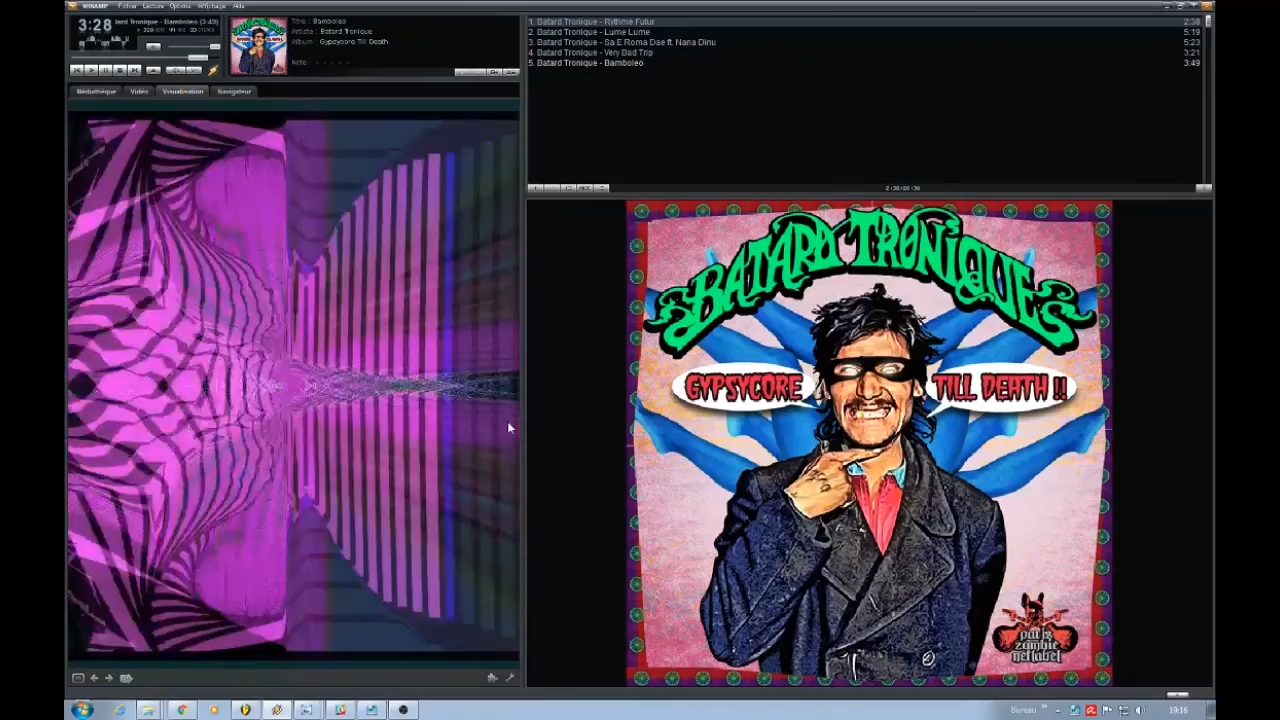 WINAMP Fichier Lecture Options Affichage Aide
3:28 tard Tronique - Bamboleo (3:49)
Titre : Bamboleo
Artiste : Batard Tronique
Album : Gypsycore Till Death
Note :
Médiathèque Vidéo Visualisation Navigateur
1. Batard Tronique - Rythme Futur 2:38
2. Batard Tronique - Lume Lume 5:19
3. Batard Tronique - Sa E Roma Dae ft. Nana Dinu 5:23
4. Batard Tronique - Very Bad Trip 3:21
5. Batard Tronique - Bamboleo 3:49
BATARD TRONIQUE
GYPSYCORE TILL DEATH !!
paris
zombie
netlabel
Bureau 19:16